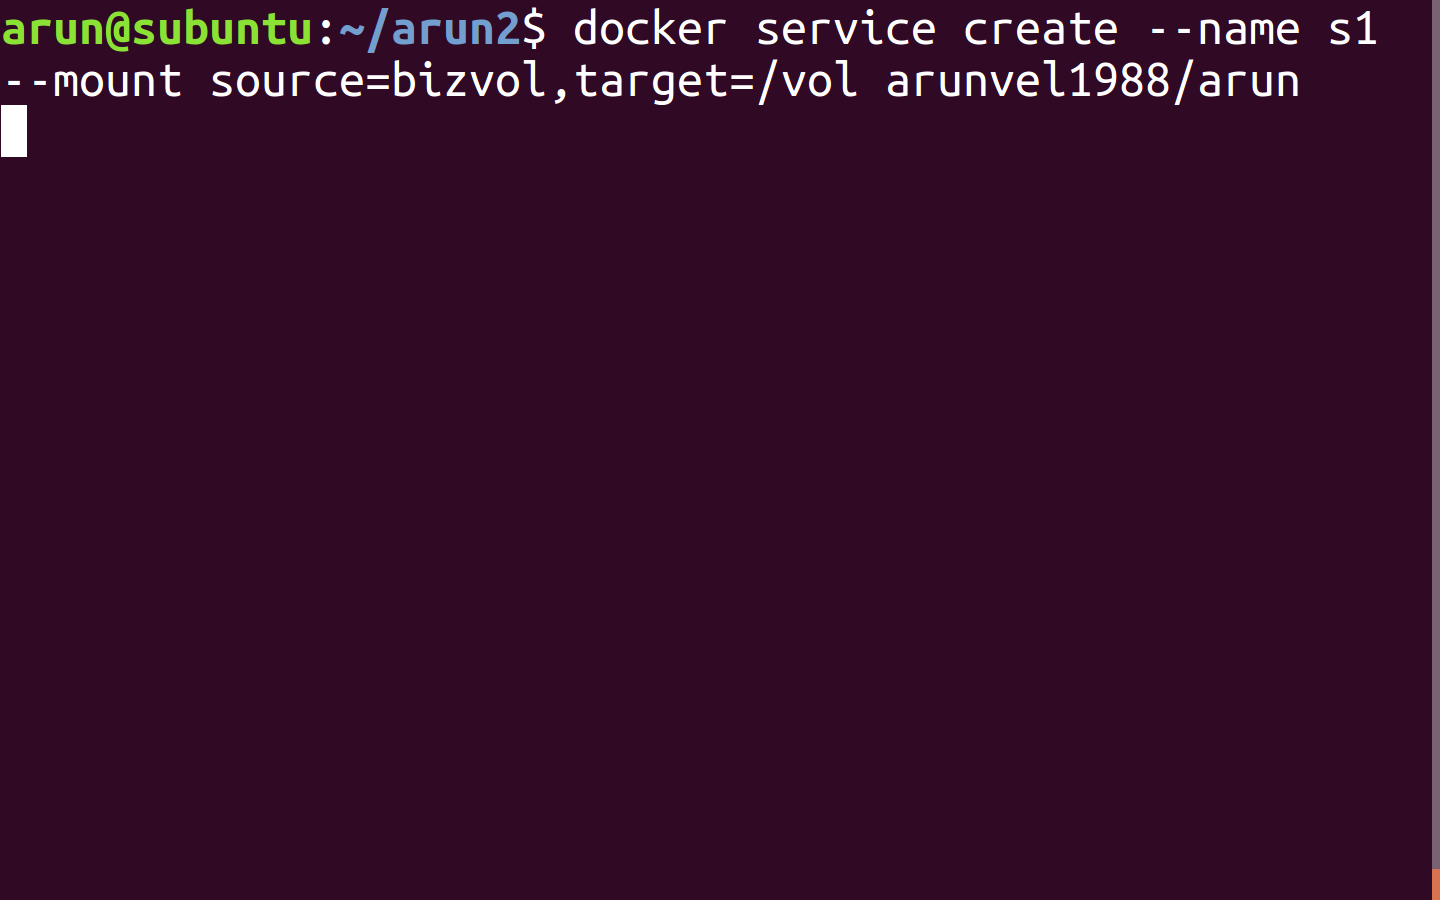 arun@subuntu:~/arun2$ docker service create --name s1
--mount source=bizvol,target=/vol arunvel1988/arun